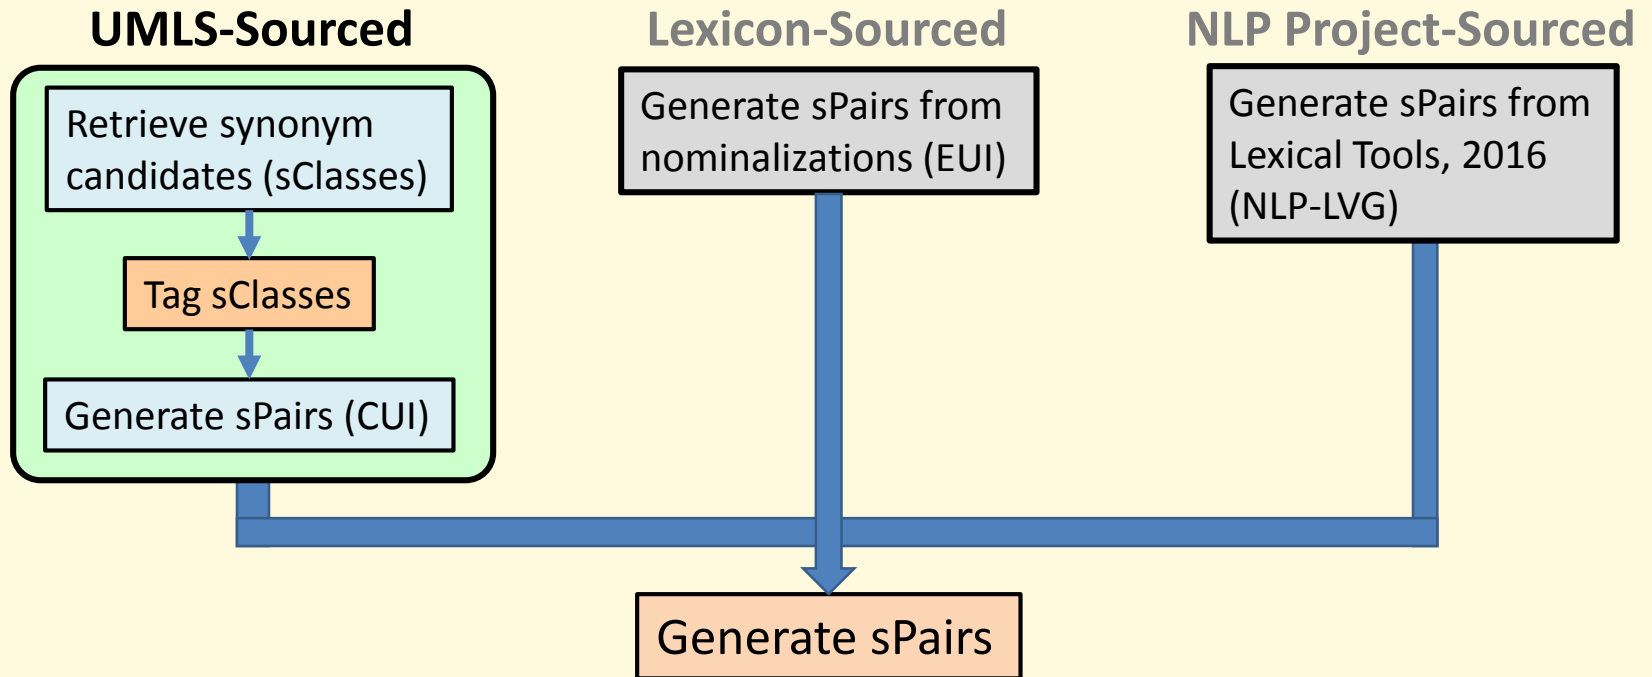 UMLS-Sourced
Retrieve synonym
candidates (sClasses)
Tag sClasses
Generate sPairs (CUI)
Lexicon-Sourced
Generate sPairs from
nominalizations (EUI)
NLP Project-Sourced
Generate sPairs from
Lexical Tools, 2016
(NLP-LVG)
Generate sPairs